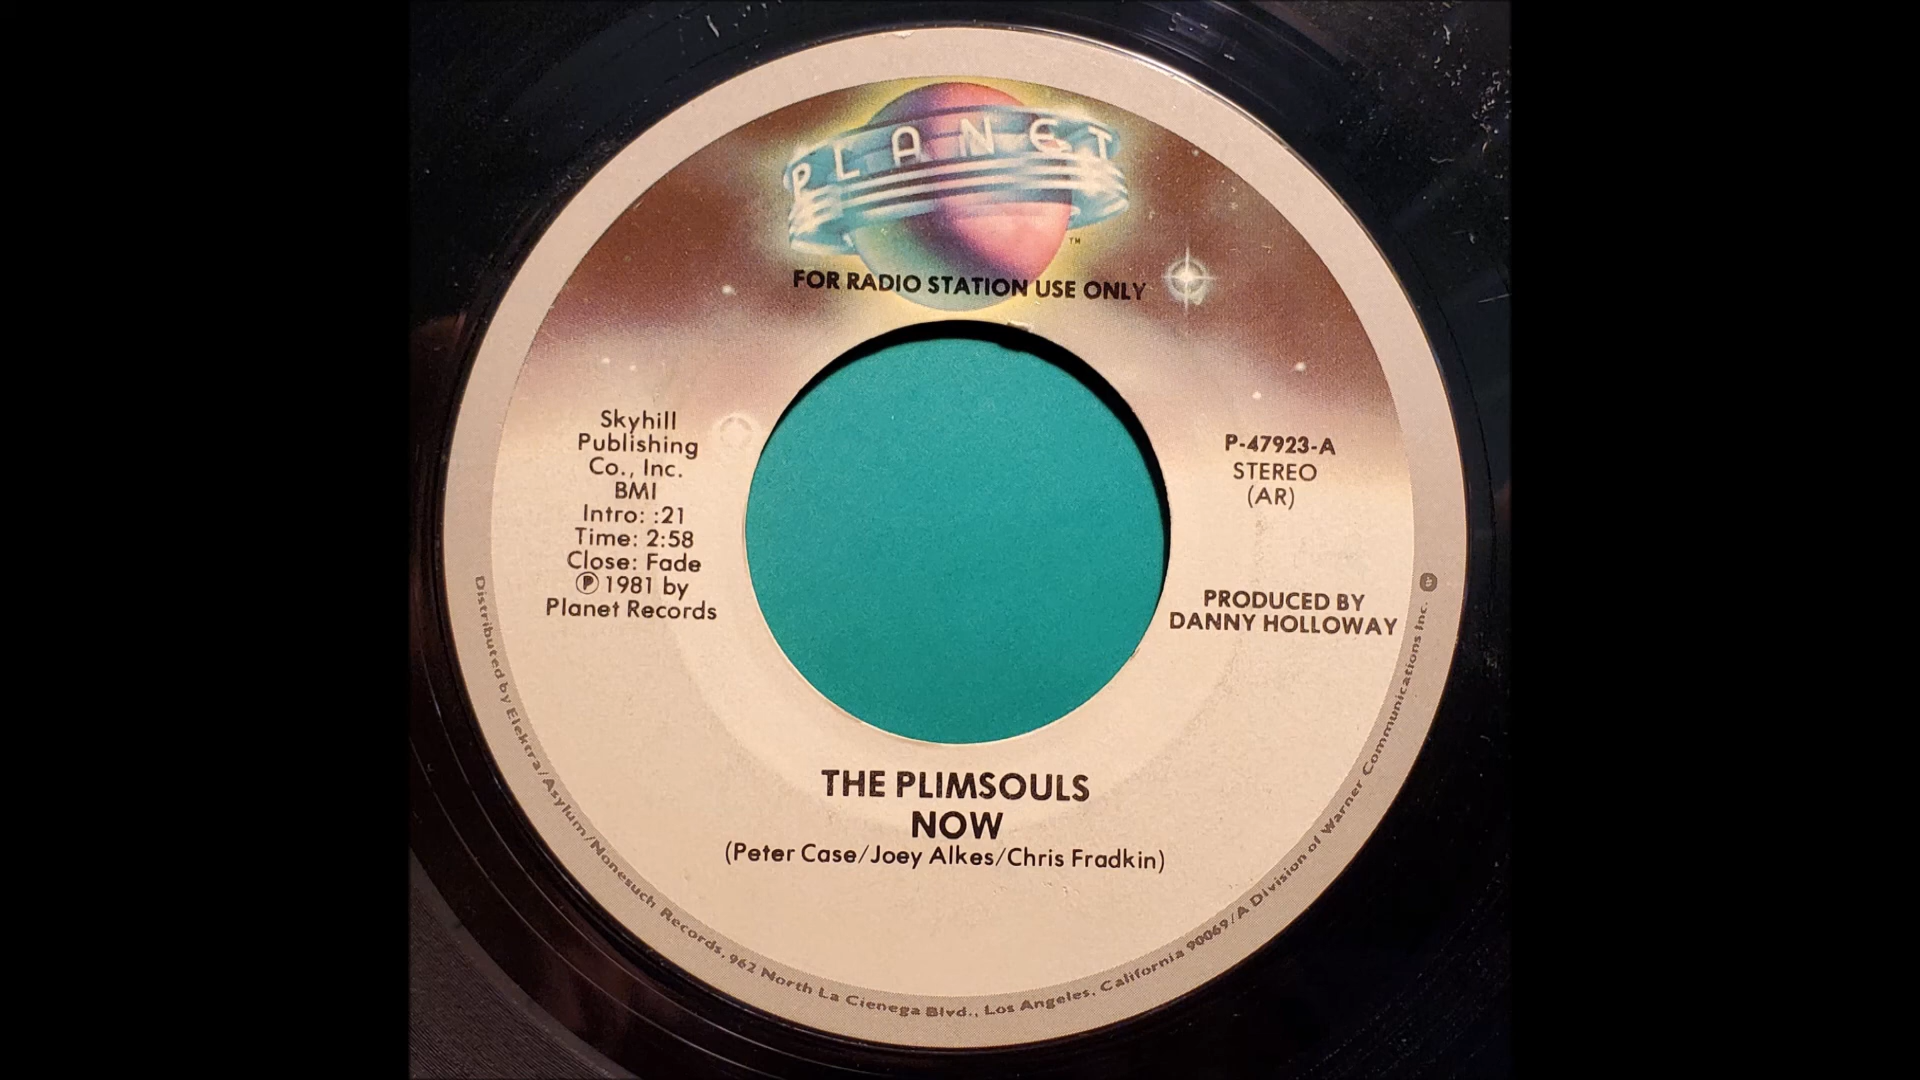 PLANET
™
FOR RADIO STATION USE ONLY
Skyhill
Publishing
Co., Inc.
BMI
Intro: :21
Time: 2:58
Close: Fade
Ⓟ 1981 by
Planet Records
P-47923-A
STEREO
(AR)
PRODUCED BY
DANNY HOLLOWAY
THE PLIMSOULS
NOW
(Peter Case/Joey Alkes/Chris Fradkin)
Distributed by Elektra/Asylum/Nonesuch Records, 962 North La Cienega Blvd., Los Angeles, California 90069/A Division of Warner Communications Inc.